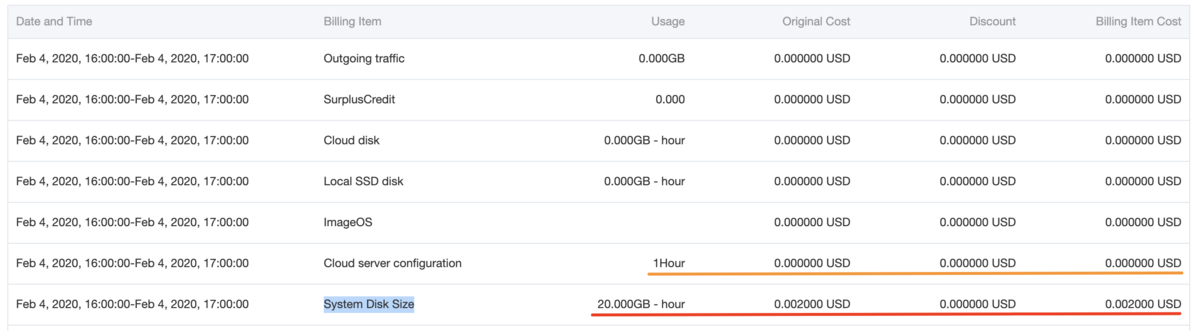 Date and Time Billing Item Usage Original Cost Discount Billing Item Cost
Feb 4, 2020, 16:00:00-Feb 4, 2020, 17:00:00 Outgoing traffic 0.000GB 0.000000 USD 0.000000 USD 0.000000 USD
Feb 4, 2020, 16:00:00-Feb 4, 2020, 17:00:00 SurplusCredit 0.000 0.000000 USD 0.000000 USD 0.000000 USD
Feb 4, 2020, 16:00:00-Feb 4, 2020, 17:00:00 Cloud disk 0.000GB - hour 0.000000 USD 0.000000 USD 0.000000 USD
Feb 4, 2020, 16:00:00-Feb 4, 2020, 17:00:00 Local SSD disk 0.000GB - hour 0.000000 USD 0.000000 USD 0.000000 USD
Feb 4, 2020, 16:00:00-Feb 4, 2020, 17:00:00 ImageOS 0.000000 USD 0.000000 USD 0.000000 USD
Feb 4, 2020, 16:00:00-Feb 4, 2020, 17:00:00 Cloud server configuration 1Hour 0.000000 USD 0.000000 USD 0.000000 USD
Feb 4, 2020, 16:00:00-Feb 4, 2020, 17:00:00 System Disk Size 20.000GB - hour 0.002000 USD 0.000000 USD 0.002000 USD